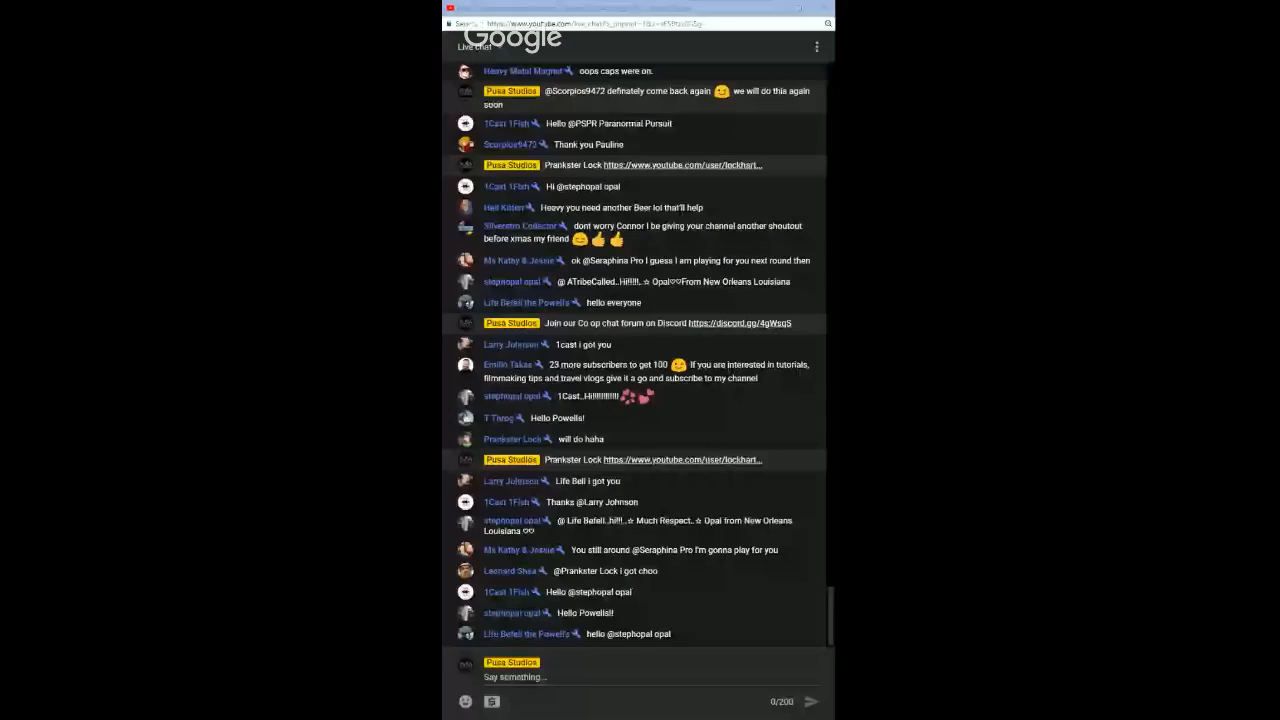 Google
Live chat
Heavy Metal Magnet oops caps were on.
Pusa Studios @Scorpios9472 definately come back again we will do this again
soon
1Cast 1Fish Hello @PSPR Paranormal Pursuit
Scorpios9472 Thank you Pauline
Pusa Studios Prankster Lock https://www.youtube.com/user/lockhart...
1Cast 1Fish Hi @stephopal opal
Hell Kitten Heavy you need another Beer lol that'll help
Silverstro Collector dont worry Connor I be giving your channel another shoutout
before xmas my friend
Ms Kathy & Jessie ok @Seraphina Pro I guess I am playing for you next round then
stephopal opal @ ATribeCalled..Hi!!!!!..☆ Opal♡♡From New Orleans Louisiana
Life Befell the Powell's hello everyone
Pusa Studios Join our Co op chat forum on Discord https://discord.gg/4gWsqS
Larry Johnson 1cast i got you
Emilio Takas 23 more subscribers to get 100 If you are interested in tutorials,
filmmaking tips and travel vlogs give it a go and subscribe to my channel
stephopal opal 1Cast..Hi!!!!!!!!!!!!!
T Throg Hello Powells!
Prankster Lock will do haha
Pusa Studios Prankster Lock https://www.youtube.com/user/lockhart...
Larry Johnson Life Bell i got you
1Cast 1Fish Thanks @Larry Johnson
stephopal opal @ Life Befell..hi!!!..☆ Much Respect..☆ Opal from New Orleans
Louisiana ♡♡
Ms Kathy & Jessie You still around @Seraphina Pro I'm gonna play for you
Leonard Shea @Prankster Lock i got choo
1Cast 1Fish Hello @stephopal opal
stephopal opal Hello Powells!!
Life Befell the Powell's hello @stephopal opal
Pusa Studios
Say something...
0/200